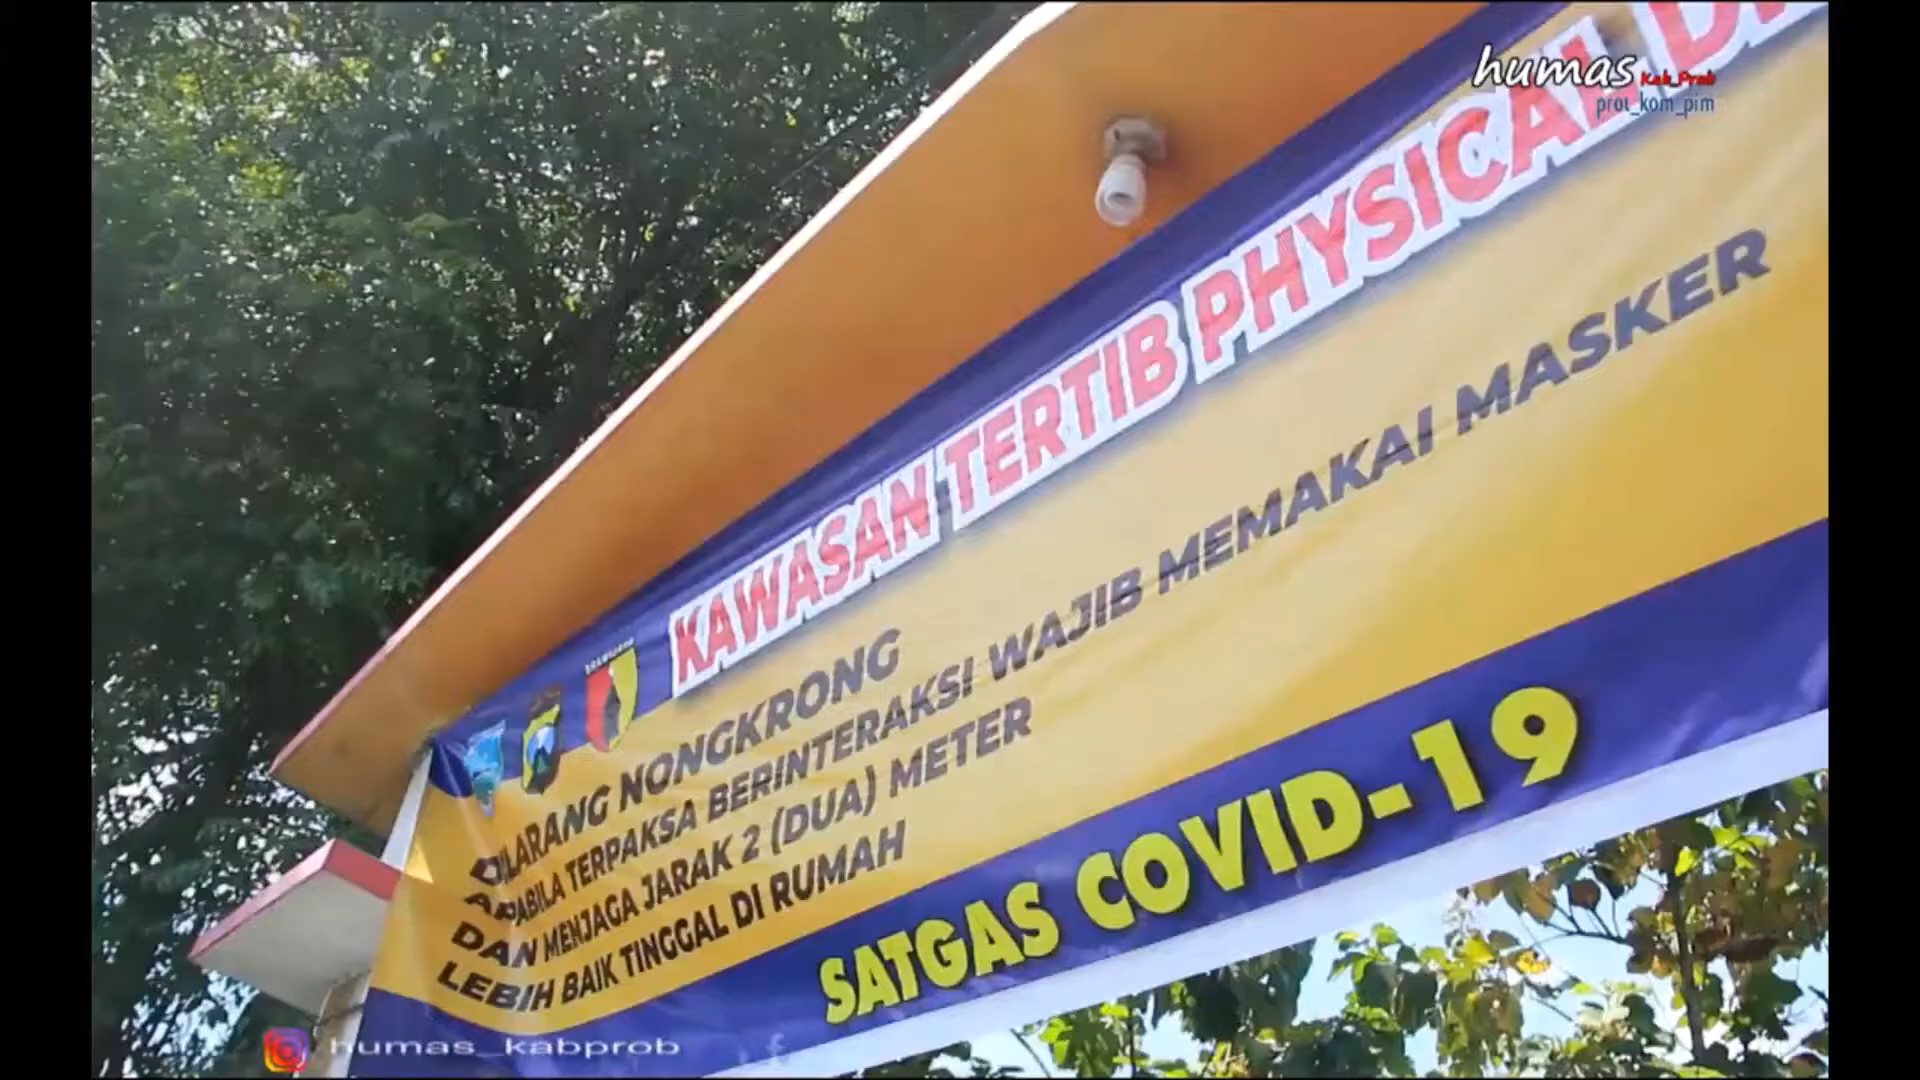 humas Kab_Prob
prot_kom_pim
KAWASAN TERTIB PHYSICAL
DILARANG NONGKRONG
APABILA TERPAKSA BERINTERAKSI WAJIB MEMAKAI MASKER
DAN MENJAGA JARAK 2 (DUA) METER
LEBIH BAIK TINGGAL DI RUMAH
SATGAS COVID-19
humas_kabprob